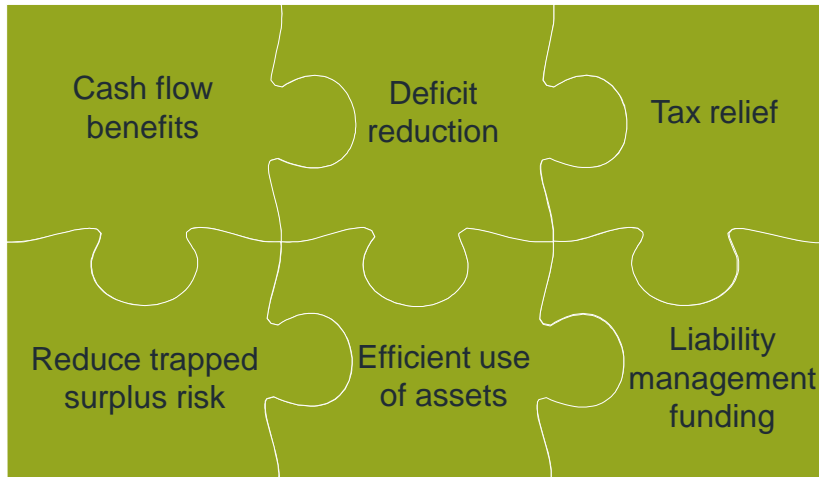 Cash flow
benefits
Deficit
reduction
Tax relief
Reduce trapped
surplus risk
Efficient use
of assets
Liability
management
funding